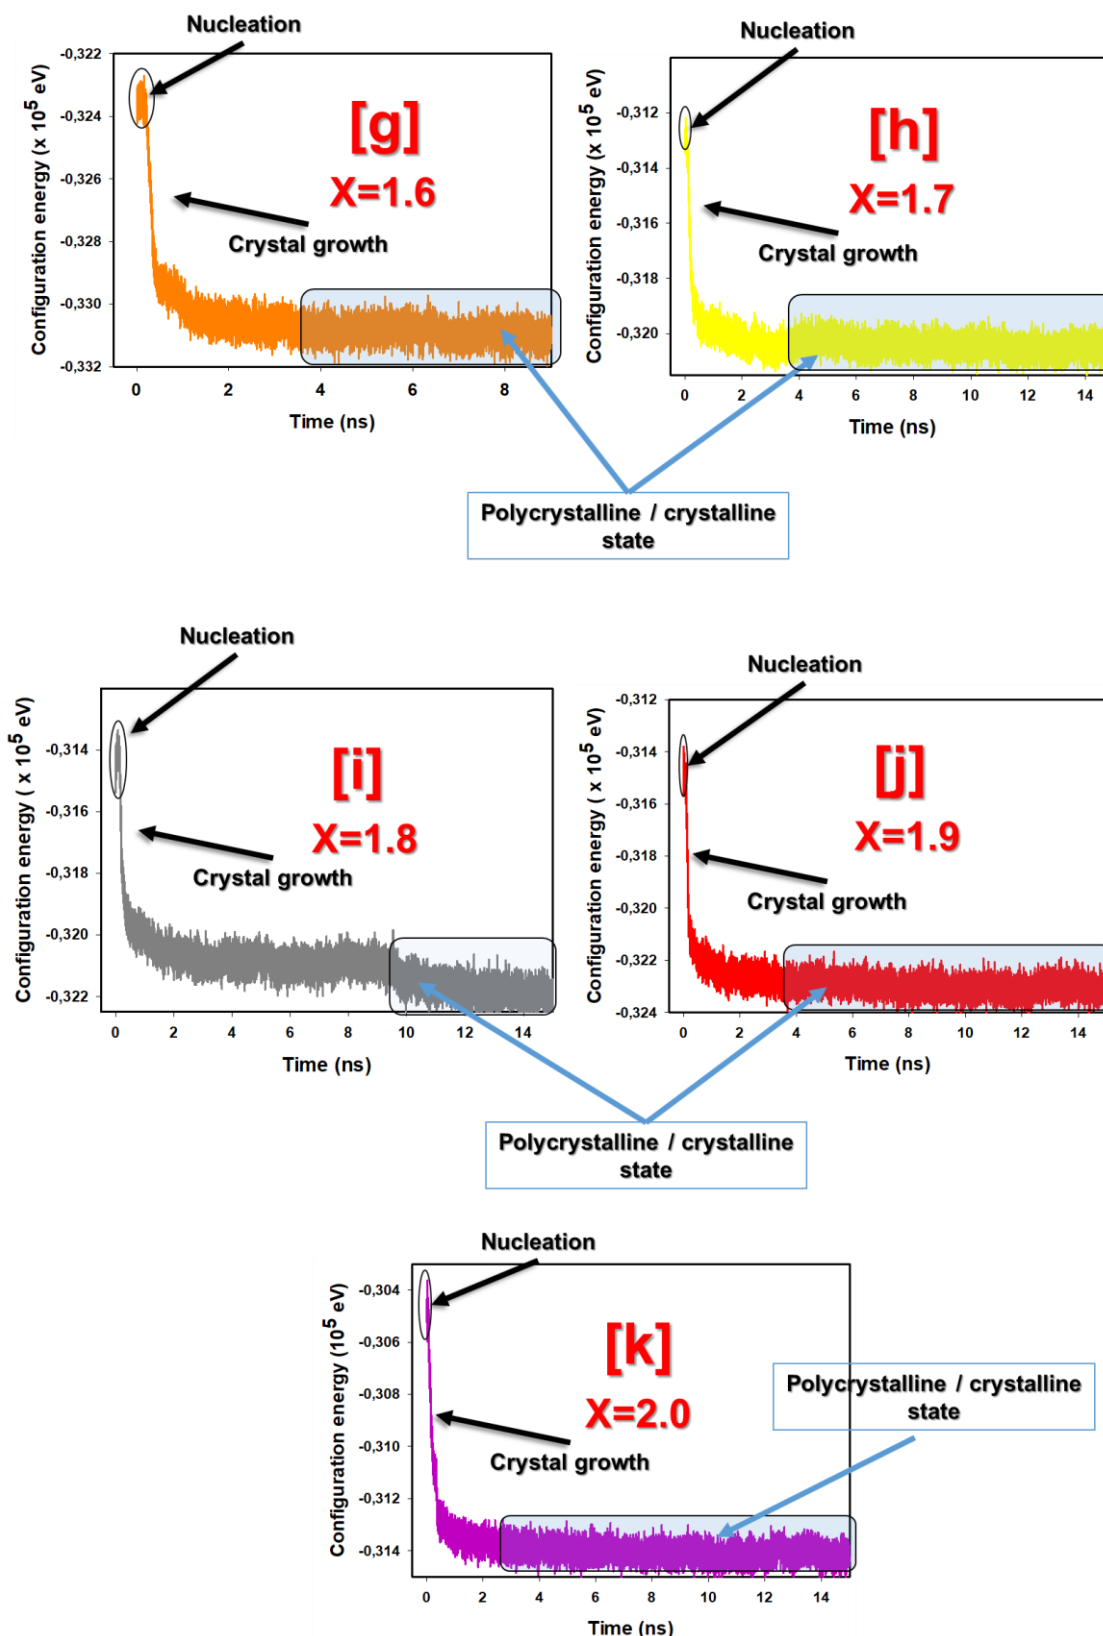 Nucleation
-0,322
-0,324
-0,326
-0,328
-0,330
-0,332
Configuration energy (x 10⁵ eV)
[g]
X=1.6
Crystal growth
0 2 4 6 8
Time (ns)
Nucleation
-0,312
-0,314
-0,316
-0,318
-0,320
Configuration energy (x 10⁵ eV)
[h]
X=1.7
Crystal growth
0 2 4 6 8 10 12 14
Time (ns)
Polycrystalline / crystalline
state
Nucleation
-0,314
-0,316
-0,318
-0,320
-0,322
Configuration energy ( x 10⁵ eV)
[i]
X=1.8
Crystal growth
0 2 4 6 8 10 12 14
Time (ns)
Nucleation
-0,312
-0,314
-0,316
-0,318
-0,320
-0,322
-0,324
Configuration energy ( x 10⁵ eV)
[j]
X=1.9
Crystal growth
0 2 4 6 8 10 12 14
Time (ns)
Polycrystalline / crystalline
state
Nucleation
-0,304
-0,306
-0,308
-0,310
-0,312
-0,314
Configuration energy (10⁵ eV)
[k]
X=2.0
Crystal growth
Polycrystalline / crystalline
state
0 2 4 6 8 10 12 14
Time (ns)